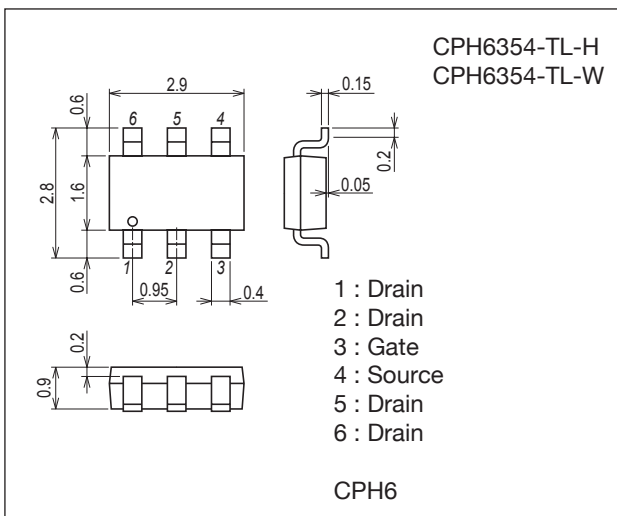 CPH6354-TL-H
CPH6354-TL-W
2.9
0.15
0.6
6 5 4
0.2
2.8
1.6
0.05
0.6
1 2 3
0.95
0.4
1 : Drain
2 : Drain
3 : Gate
4 : Source
5 : Drain
6 : Drain
0.2
0.9
CPH6